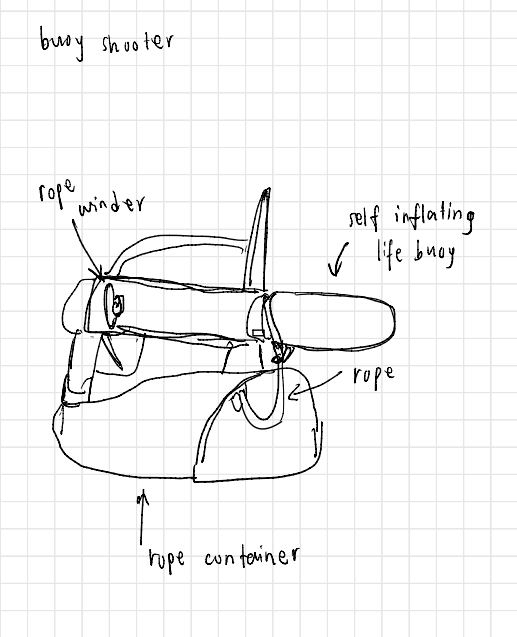 buoy shooter
rope
winder
self inflating
life buoy
rope
rope container